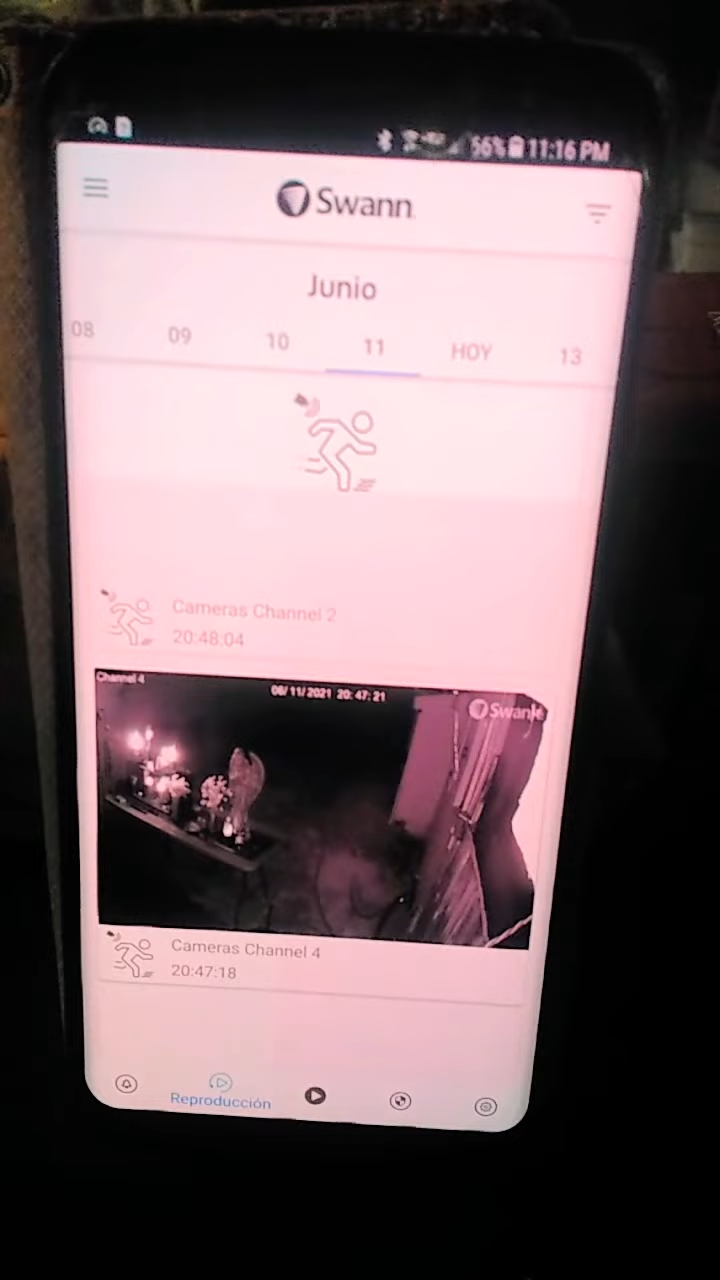 56% 11:16 PM
Swann
Junio
08 09 10 11 HOY 13
Cameras Channel 2
20:48:04
Channel 4
06/11/2021 20:47:21
Swann
Cameras Channel 4
20:47:18
Reproducción